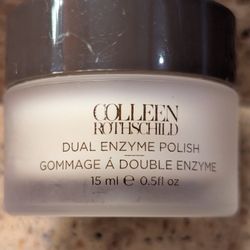 COLLEEN
ROTHSCHILD
DUAL ENZYME POLISH
GOMMAGE Á DOUBLE ENZYME
15 ml ℮ 0.5fl oz